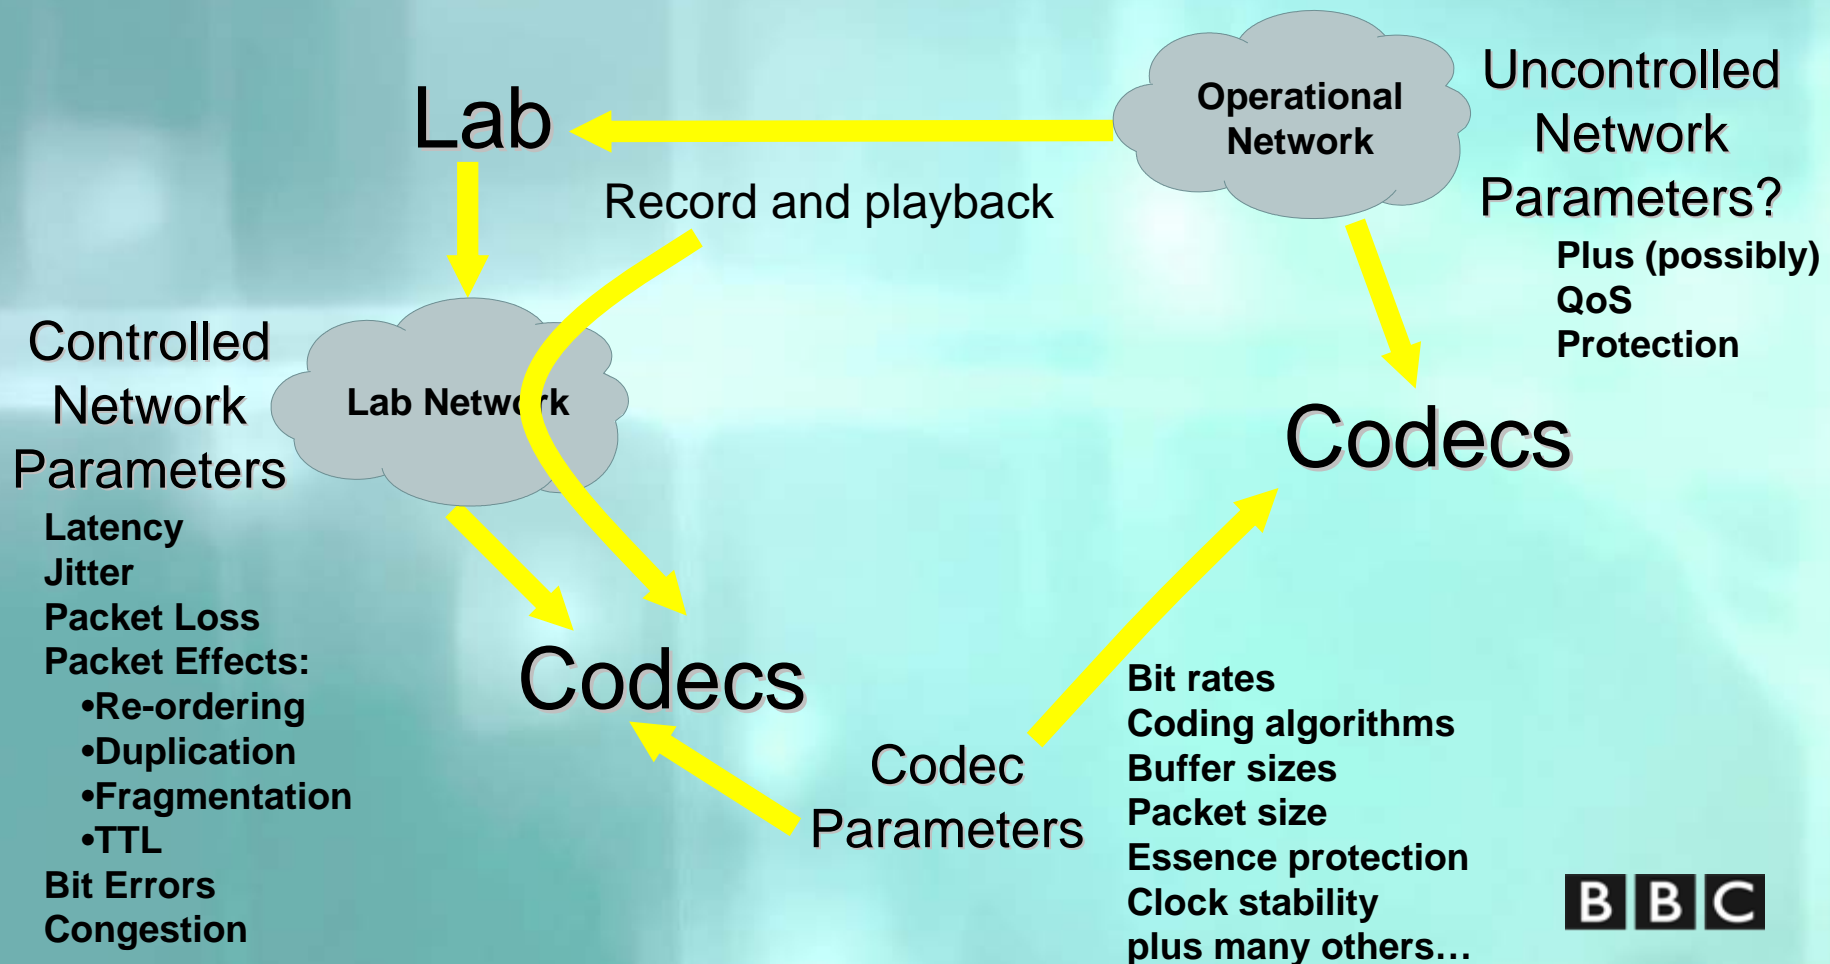 Lab
Operational
Network
Uncontrolled
Network
Parameters?
Plus (possibly)
QoS
Protection
Record and playback
Controlled
Network
Parameters
Lab Network
Latency
Jitter
Packet Loss
Packet Effects:
•Re-ordering
•Duplication
•Fragmentation
•TTL
Bit Errors
Congestion
Codecs
Codecs
Codec
Parameters
Bit rates
Coding algorithms
Buffer sizes
Packet size
Essence protection
Clock stability
plus many others…
BBC